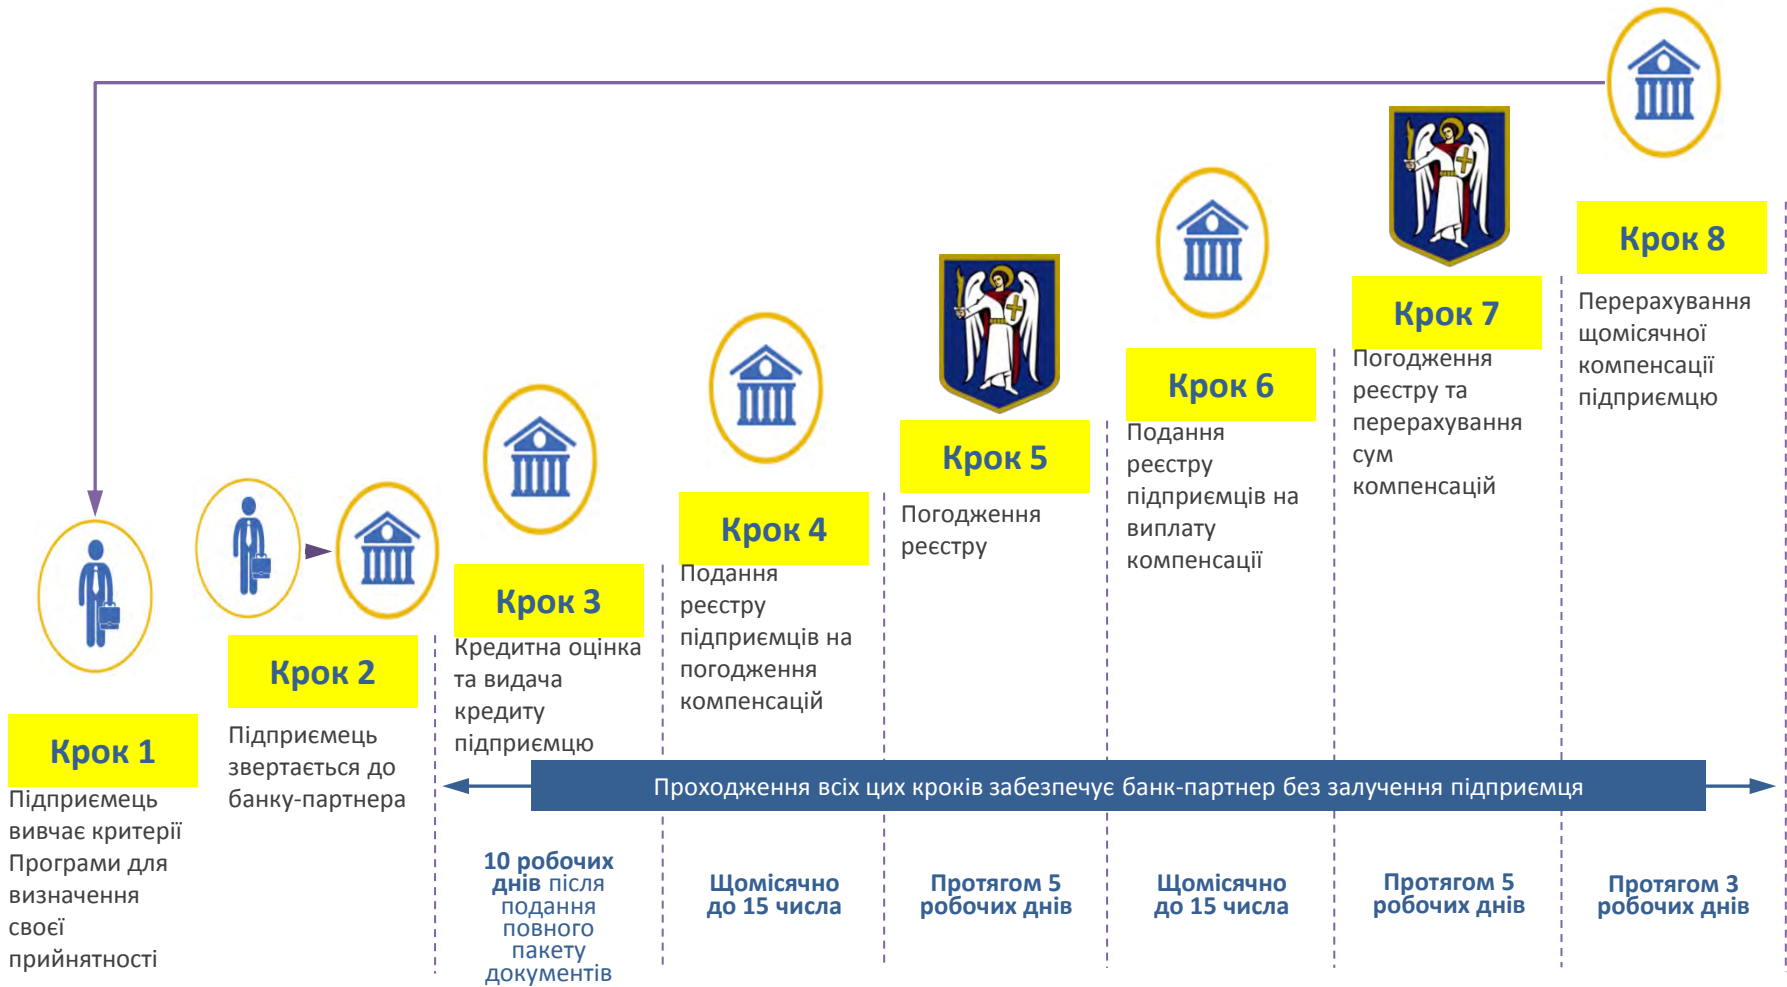 Крок 1
Підприємець
вивчає критерії
Програми для
визначення
своєї
прийнятності
Крок 2
Підприємець
звертається до
банку-партнера
Крок 3
Кредитна оцінка
та видача
кредиту
підприємцю
Крок 4
Подання
реєстру
підприємців на
погодження
компенсацій
Крок 5
Погодження
реєстру
Крок 6
Подання
реєстру
підприємців на
виплату
компенсації
Крок 7
Погодження
реєстру та
перерахування
сум
компенсацій
Крок 8
Перерахування
щомісячної
компенсації
підприємцю
Проходження всіх цих кроків забезпечує банк-партнер без залучення підприємця
10 робочих
днів після
подання
повного
пакету
документів
Щомісячно
до 15 числа
Протягом 5
робочих днів
Щомісячно
до 15 числа
Протягом 5
робочих днів
Протягом 3
робочих днів